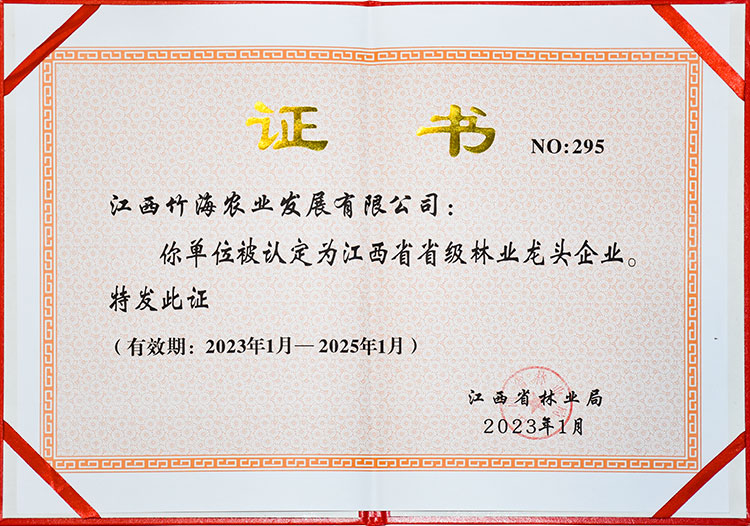 证书
NO:295
江西竹海农业发展有限公司：
你单位被认定为江西省省级林业龙头企业。
特发此证
（有效期：2023年1月—2025年1月）
江西省林业局
2023年1月